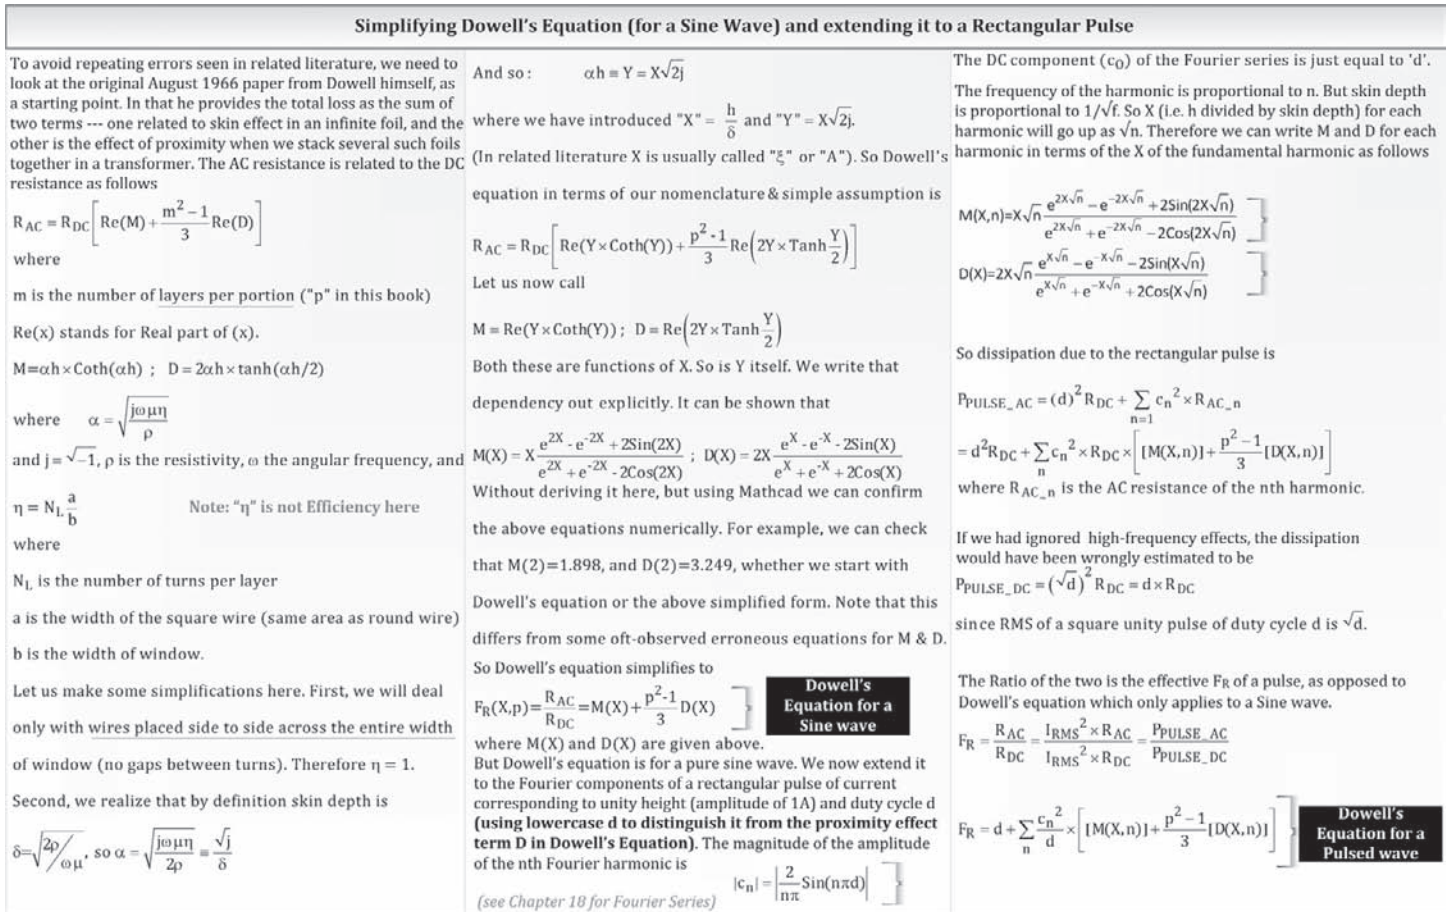 Simplifying Dowell's Equation (for a Sine Wave) and extending it to a Rectangular Pulse
To avoid repeating errors seen in related literature, we need to
look at the original August 1966 paper from Dowell himself, as
a starting point. In that he provides the total loss as the sum of
two terms --- one related to skin effect in an infinite foil, and the
other is the effect of proximity when we stack several such foils
together in a transformer. The AC resistance is related to the DC
resistance as follows
R_AC = R_DC [Re(M) + (m² − 1)/3 Re(D)]
where
m is the number of layers per portion ("p" in this book)
Re(x) stands for Real part of (x).
M=αh×Coth(αh) ; D = 2αh×tanh(αh/2)
where α = √(jωμη/ρ)
and j= √−1, ρ is the resistivity, ω the angular frequency, and
η = N_L a/b Note: "η" is not Efficiency here
where
N_L is the number of turns per layer
a is the width of the square wire (same area as round wire)
b is the width of window.
Let us make some simplifications here. First, we will deal
only with wires placed side to side across the entire width
of window (no gaps between turns). Therefore η = 1.
Second, we realize that by definition skin depth is
δ=√(2ρ/ωμ), so α = √(jωμη/2ρ) = √j/δ
And so : αh = Y = X√2j
where we have introduced "X" = h/δ and "Y" = X√2j.
(In related literature X is usually called "ξ" or "A"). So Dowell's
equation in terms of our nomenclature & simple assumption is
R_AC = R_DC [Re(Y×Coth(Y)) + (p² - 1)/3 Re(2Y×Tanh Y/2)]
Let us now call
M = Re(Y×Coth(Y)) ; D = Re(2Y×Tanh Y/2)
Both these are functions of X. So is Y itself. We write that
dependency out explicitly. It can be shown that
M(X) = X (e^2X - e^-2X + 2Sin(2X))/(e^2X + e^-2X - 2Cos(2X)) ; D(X) = 2X (e^X - e^-X - 2Sin(X))/(e^X + e^-X + 2Cos(X))
Without deriving it here, but using Mathcad we can confirm
the above equations numerically. For example, we can check
that M(2)=1.898, and D(2)=3.249, whether we start with
Dowell's equation or the above simplified form. Note that this
differs from some oft-observed erroneous equations for M & D.
So Dowell's equation simplifies to
F_R(X,p)= R_AC/R_DC =M(X)+ (p²-1)/3 D(X)
Dowell's
Equation for a
Sine wave
where M(X) and D(X) are given above.
But Dowell's equation is for a pure sine wave. We now extend it
to the Fourier components of a rectangular pulse of current
corresponding to unity height (amplitude of 1A) and duty cycle d
(using lowercase d to distinguish it from the proximity effect
term D in Dowell's Equation). The magnitude of the amplitude
of the nth Fourier harmonic is
|c_n| = |2/nπ Sin(nπd)|
(see Chapter 18 for Fourier Series)
The DC component (c_0) of the Fourier series is just equal to 'd'.
The frequency of the harmonic is proportional to n. But skin depth
is proportional to 1/√f. So X (i.e. h divided by skin depth) for each
harmonic will go up as √n. Therefore we can write M and D for each
harmonic in terms of the X of the fundamental harmonic as follows
M(X,n)=X√n (e^2X√n − e^−2X√n + 2Sin(2X√n))/(e^2X√n + e^−2X√n − 2Cos(2X√n))
D(X)=2X√n (e^X√n − e^−X√n − 2Sin(X√n))/(e^X√n + e^−X√n + 2Cos(X√n))
So dissipation due to the rectangular pulse is
P_PULSE_AC = (d)² R_DC + ∑_n=1 c_n² × R_AC_n
= d² R_DC + ∑_n c_n² × R_DC × [[M(X,n)] + (p² − 1)/3 [D(X,n)]]
where R_AC_n is the AC resistance of the nth harmonic.
If we had ignored high-frequency effects, the dissipation
would have been wrongly estimated to be
P_PULSE_DC = (√d)² R_DC = d × R_DC
since RMS of a square unity pulse of duty cycle d is √d.
The Ratio of the two is the effective F_R of a pulse, as opposed to
Dowell's equation which only applies to a Sine wave.
F_R = R_AC/R_DC = (I_RMS² × R_AC)/(I_RMS² × R_DC) = P_PULSE_AC/P_PULSE_DC
F_R = d + ∑_n c_n²/d × [[M(X,n)] + (p² − 1)/3 [D(X,n)]]
Dowell's
Equation for a
Pulsed wave